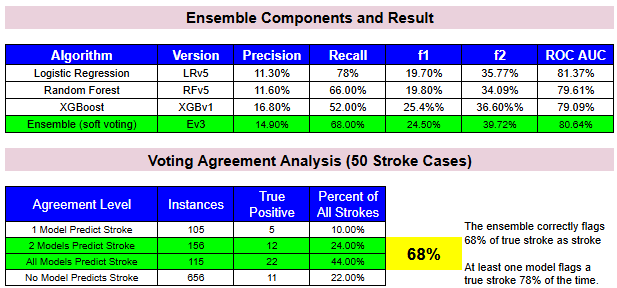 Ensemble Components and Result
Algorithm Version Precision Recall f1 f2 ROC AUC
Logistic Regression LRv5 11.30% 78% 19.70% 35.77% 81.37%
Random Forest RFv5 11.60% 66.00% 19.80% 34.09% 79.61%
XGBoost XGBv1 16.80% 52.00% 25.4%% 36.60%% 79.09%
Ensemble (soft voting) Ev3 14.90% 68.00% 24.50% 39.72% 80.64%
Voting Agreement Analysis (50 Stroke Cases)
Agreement Level Instances True Positive Percent of All Strokes
1 Model Predict Stroke 105 5 10.00%
2 Models Predict Stroke 156 12 24.00%
All Models Predict Stroke 115 22 44.00%
No Model Predicts Stroke 656 11 22.00%
68%
The ensemble correctly flags
68% of true stroke as stroke
At least one model flags a
true stroke 78% of the time.